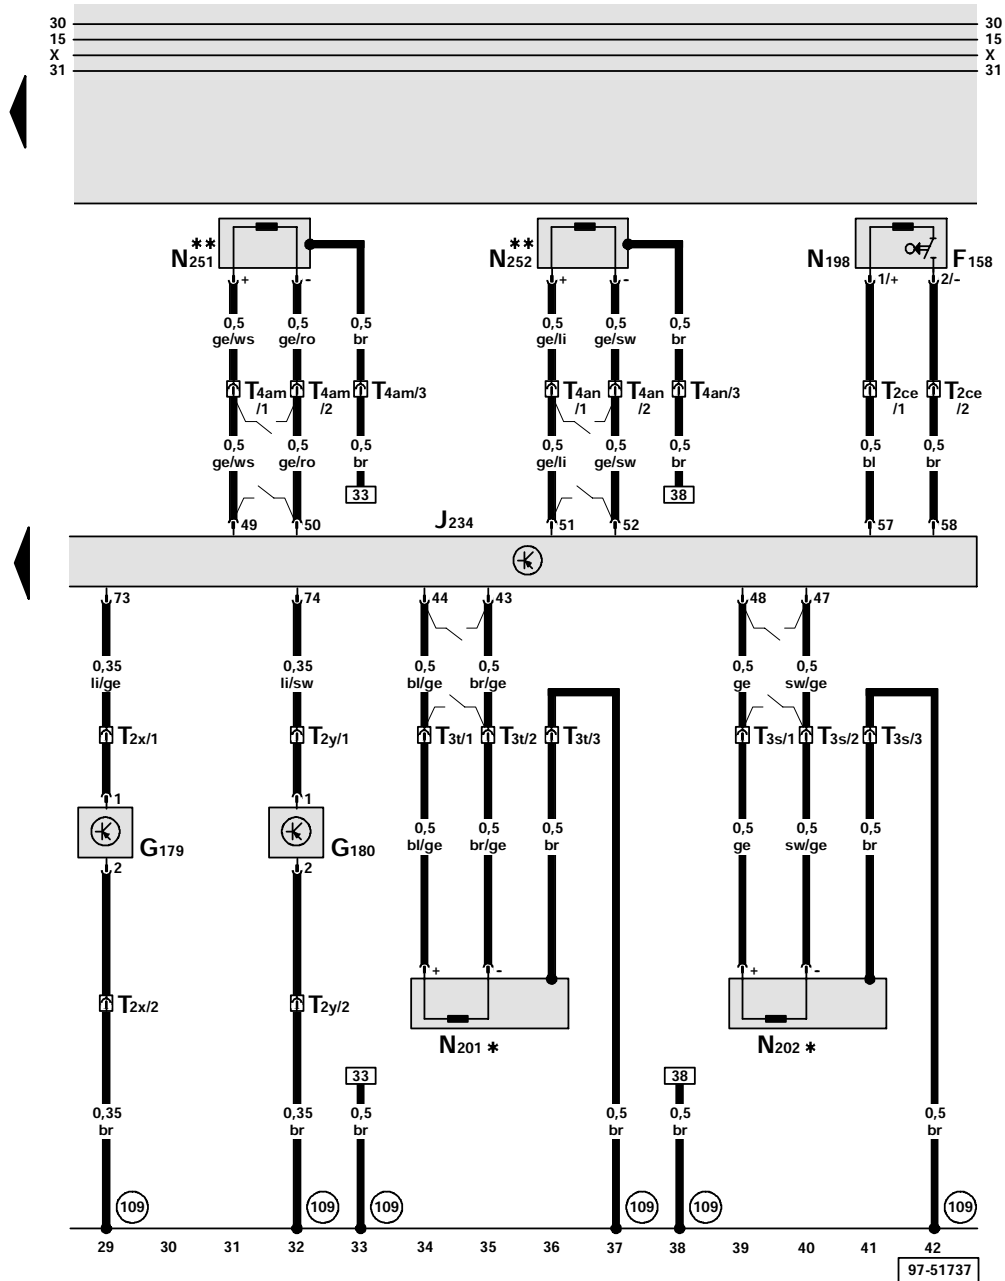 30 30
15 15
X X
31 31
** **
N251 N252 N198 F158
+ - + - 1/+ 2/-
0,5 0,5 0,5 0,5 0,5 0,5
ge/ws ge/ro br ge/li ge/sw br
T4am/1 T4am/2 T4am/3 T4an/1 T4an/2 T4an/3 T2ce/1 T2ce/2
0,5 0,5 0,5 0,5 0,5 0,5 0,5 0,5
ge/ws ge/ro br ge/li ge/sw br bl br
33 38
49 50 J234 51 52 57 58
73 74 44 43 48 47
0,35 0,35 0,5 0,5 0,5 0,5
li/ge li/sw bl/ge br/ge ge sw/ge
T2x/1 T2y/1 T3t/1 T3t/2 T3t/3 T3s/1 T3s/2 T3s/3
1 1
0,5 0,5 0,5 0,5 0,5 0,5
G179 G180 bl/ge br/ge br ge sw/ge br
2 2
+ - + -
T2x/2 T2y/2
N201 * N202 *
33 38
0,35 0,35 0,5 0,5 0,5 0,5
br br br br br br
109 109 109 109 109 109
29 30 31 32 33 34 35 36 37 38 39 40 41 42
97-51737